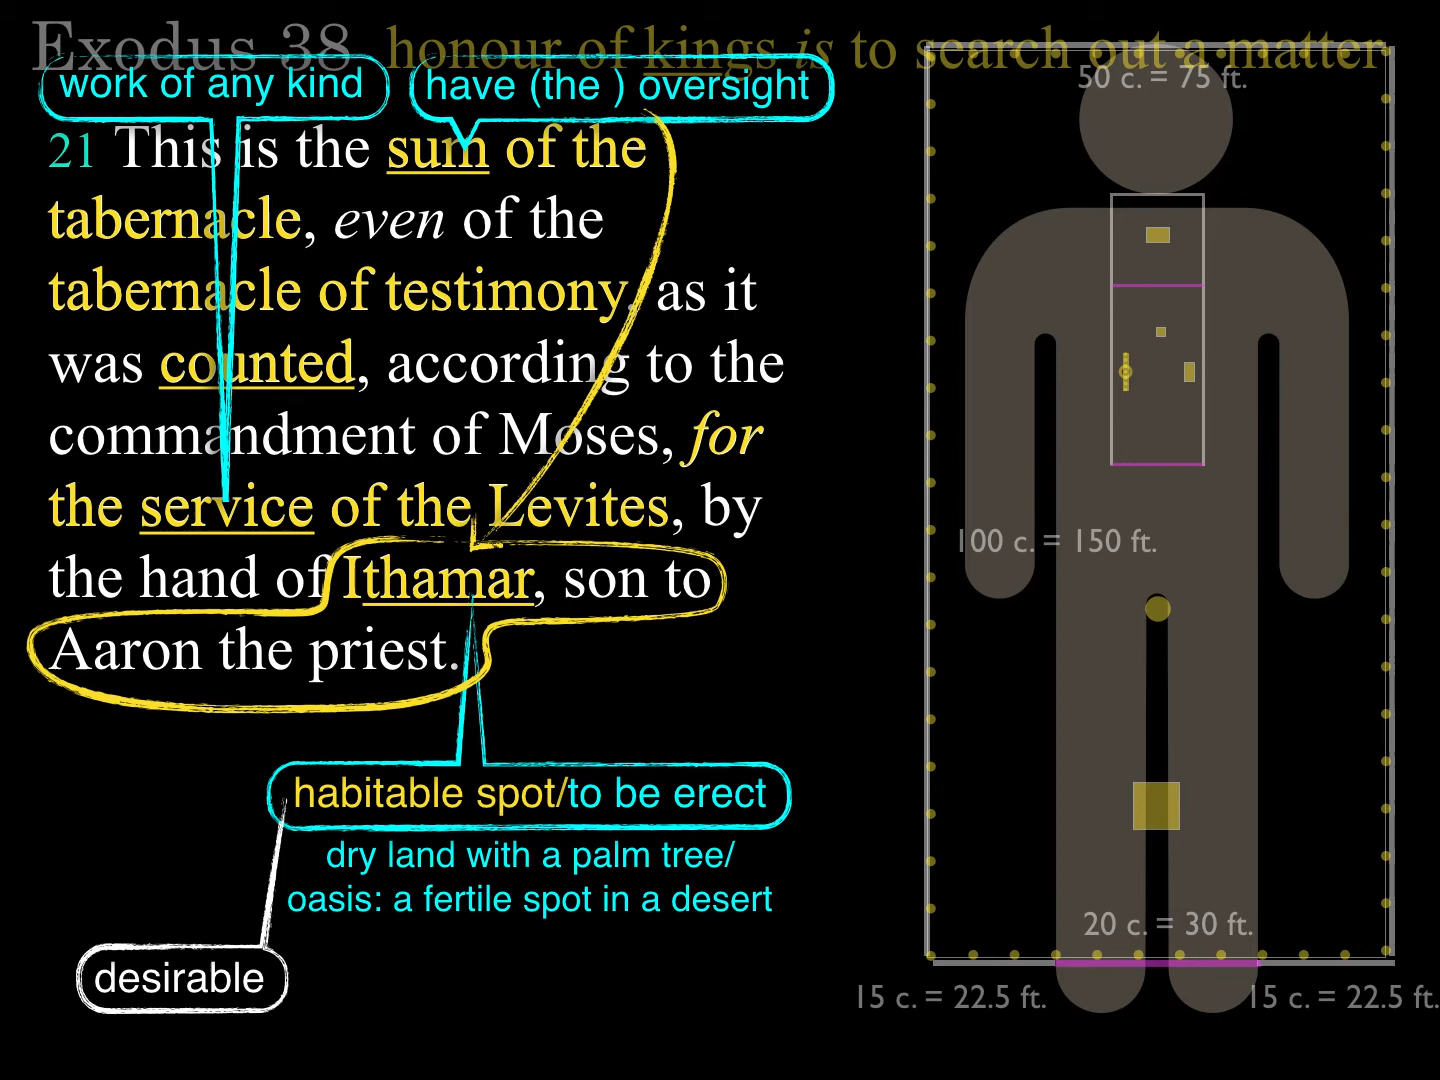 Exodus 38 honour of kings is to search out a matter
work of any kind
have (the ) oversight
21 This is the sum of the
tabernacle, even of the
tabernacle of testimony, as it
was counted, according to the
commandment of Moses, for
the service of the Levites, by
the hand of Ithamar, son to
Aaron the priest.
habitable spot/to be erect
dry land with a palm tree/
oasis: a fertile spot in a desert
desirable
50 c. = 75 ft.
100 c. = 150 ft.
20 c. = 30 ft.
15 c. = 22.5 ft.
15 c. = 22.5 ft.